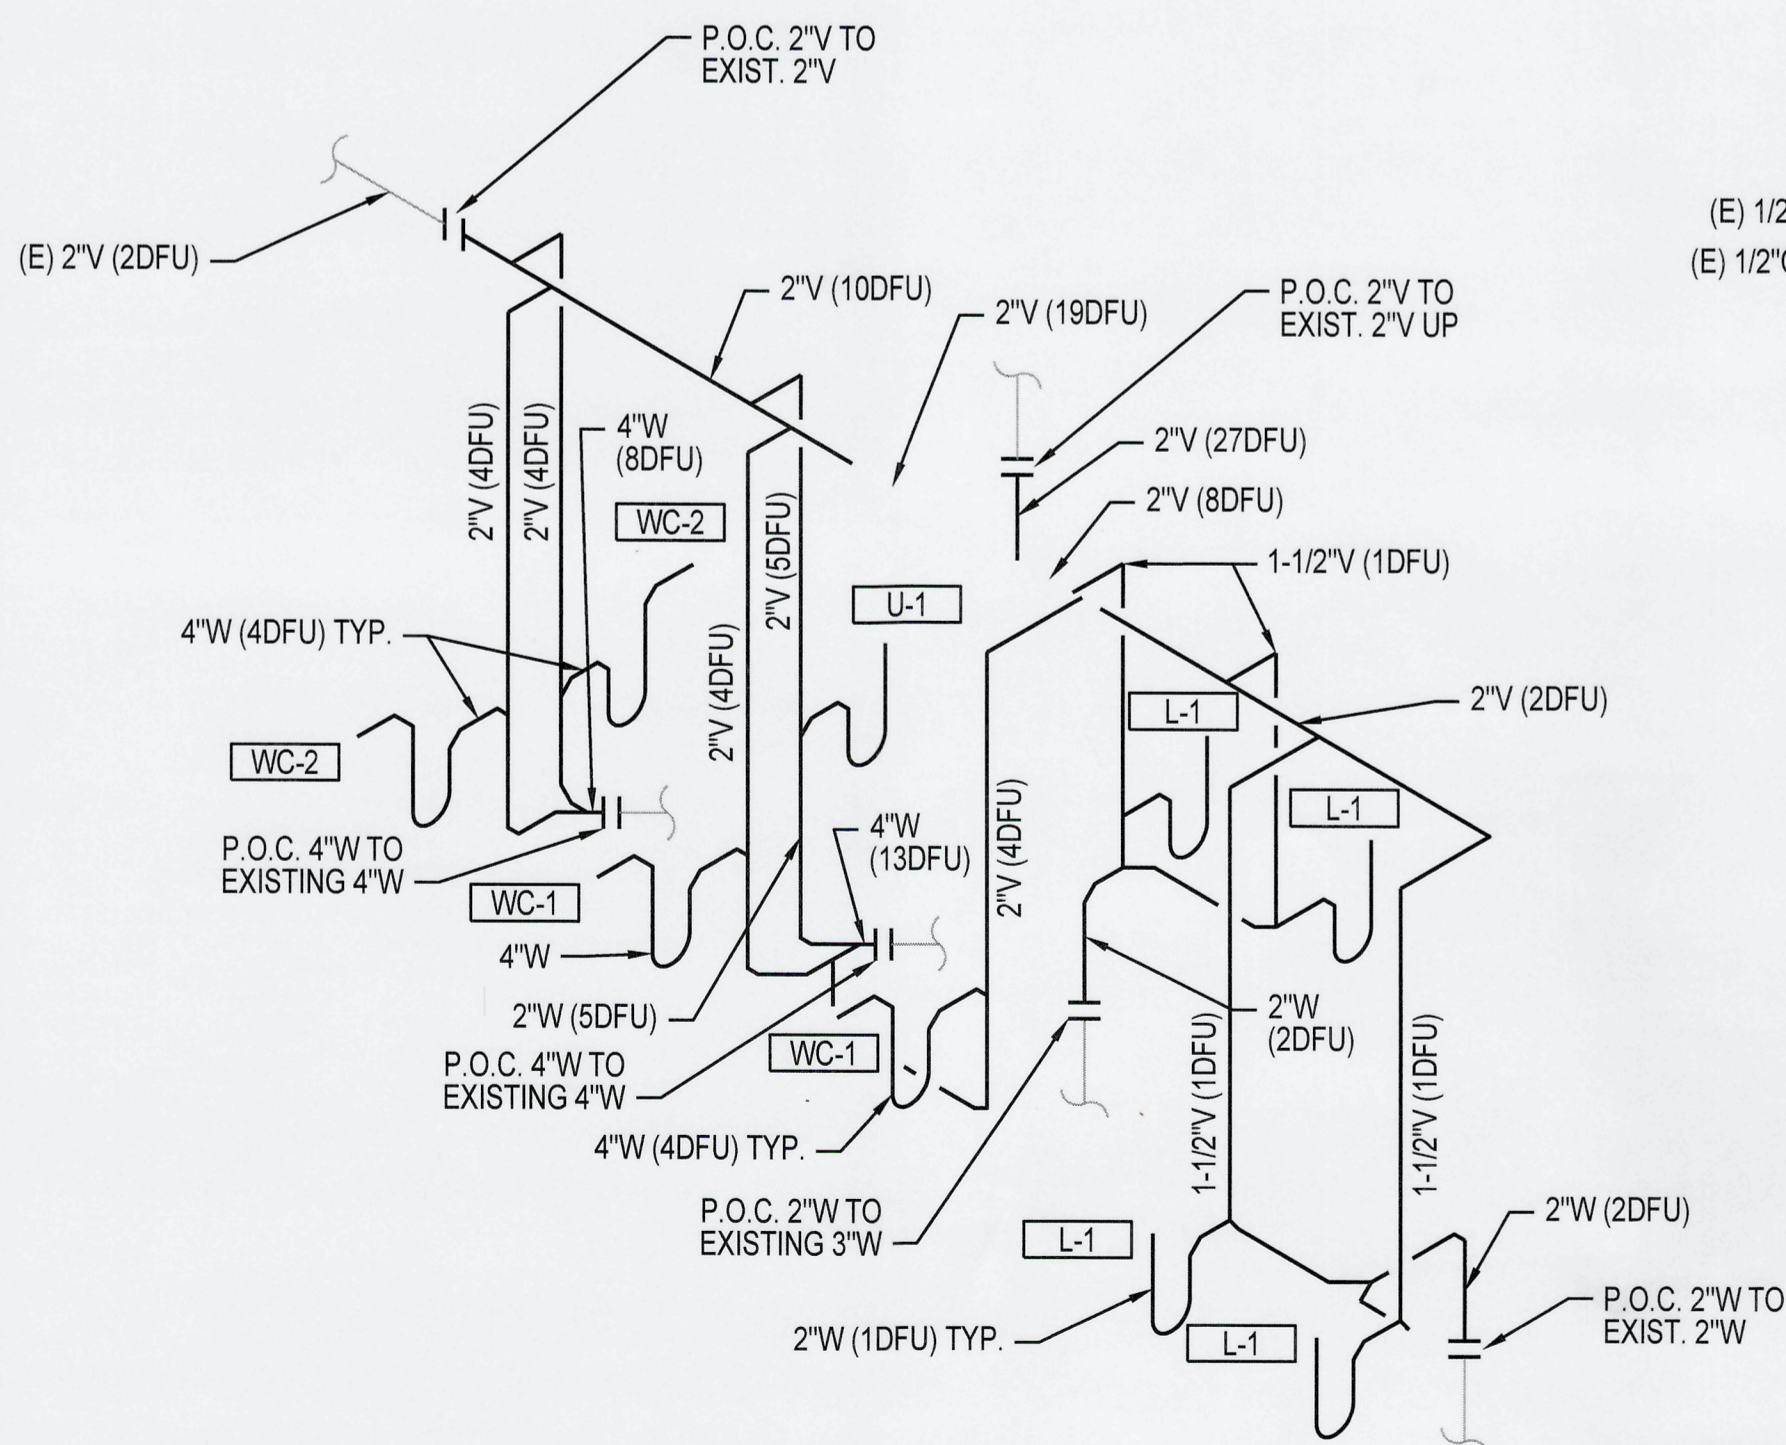 P.O.C. 2"V TO
EXIST. 2"V
(E) 2"V (2DFU)
(E) 1/2
(E) 1/2"
2"V (10DFU)
2"V (19DFU)
P.O.C. 2"V TO
EXIST. 2"V UP
2"V (4DFU)
2"V (4DFU)
4"W
(8DFU)
2"V (27DFU)
WC-2
2"V (8DFU)
2"V (5DFU)
1-1/2"V (1DFU)
U-1
4"W (4DFU) TYP.
2"V (4DFU)
2"V (2DFU)
L-1
WC-2
L-1
P.O.C. 4"W TO
EXISTING 4"W
4"W
(13DFU)
2"V (4DFU)
WC-1
4"W
2"W (5DFU)
2"W
(2DFU)
WC-1
P.O.C. 4"W TO
EXISTING 4"W
1-1/2"V (1DFU)
1-1/2"V (1DFU)
4"W (4DFU) TYP.
P.O.C. 2"W TO
EXISTING 3"W
L-1
2"W (2DFU)
2"W (1DFU) TYP.
L-1
P.O.C. 2"W TO
EXIST. 2"W